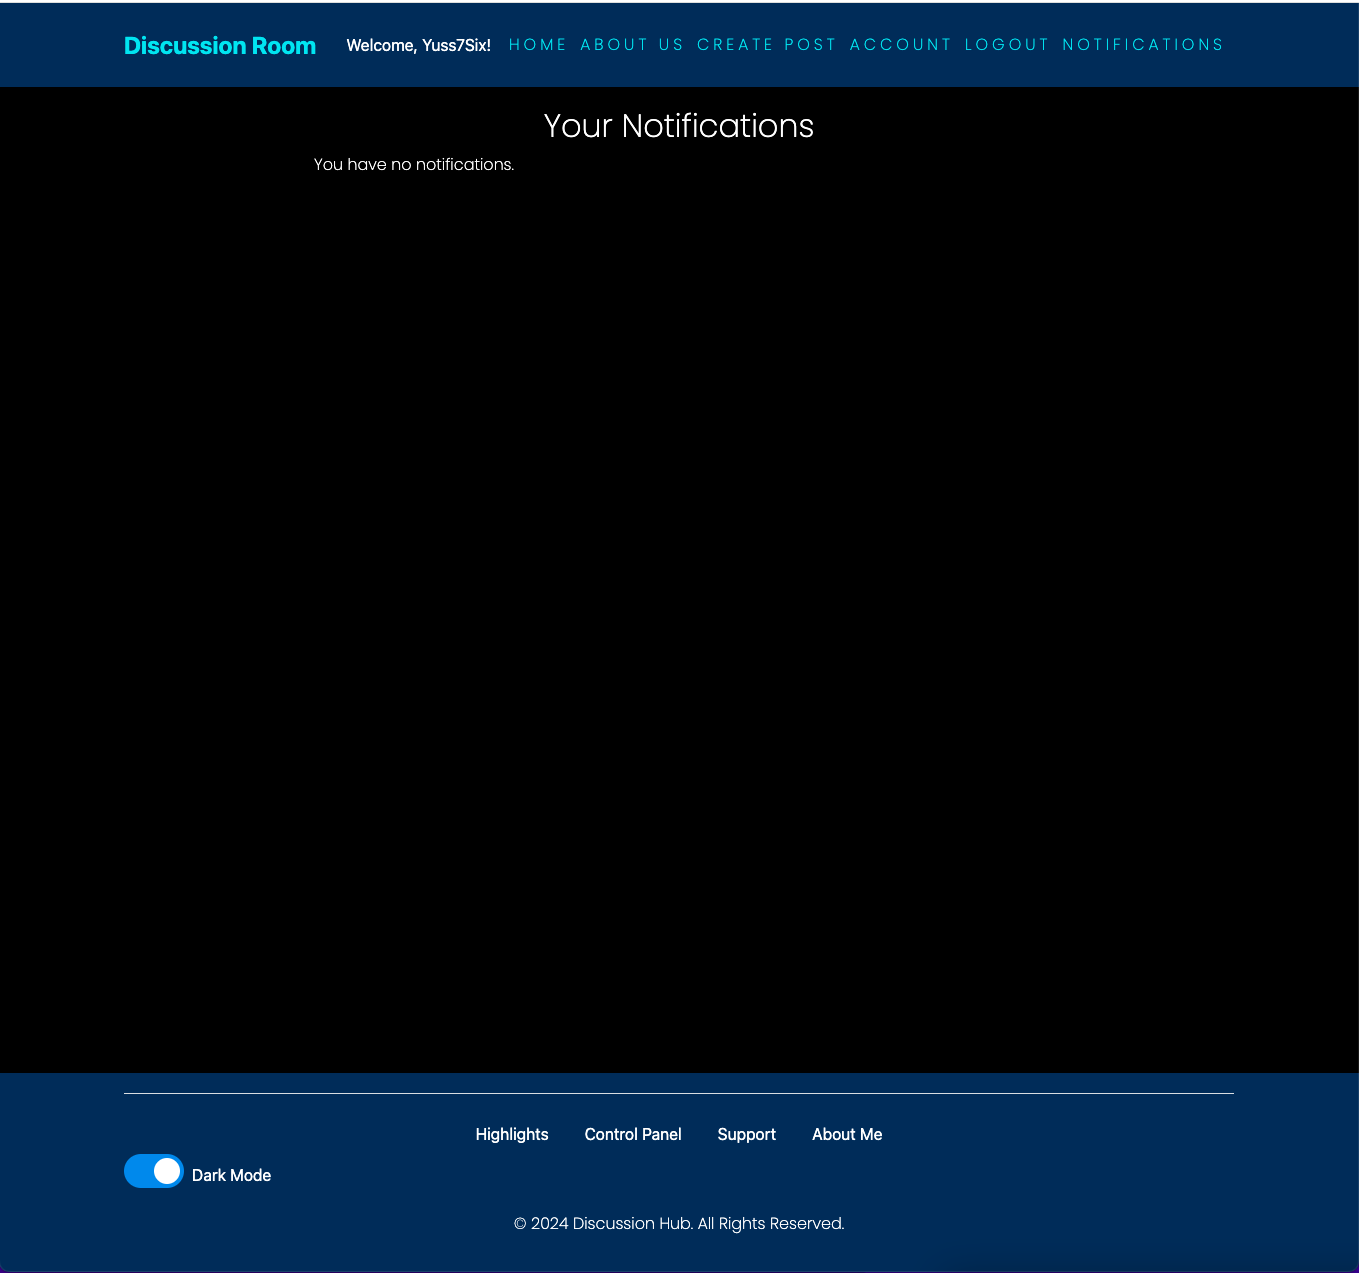 Discussion Room Welcome, Yuss7Six! HOME ABOUT US CREATE POST ACCOUNT LOGOUT NOTIFICATIONS
Your Notifications
You have no notifications.
Highlights Control Panel Support About Me
Dark Mode
© 2024 Discussion Hub. All Rights Reserved.